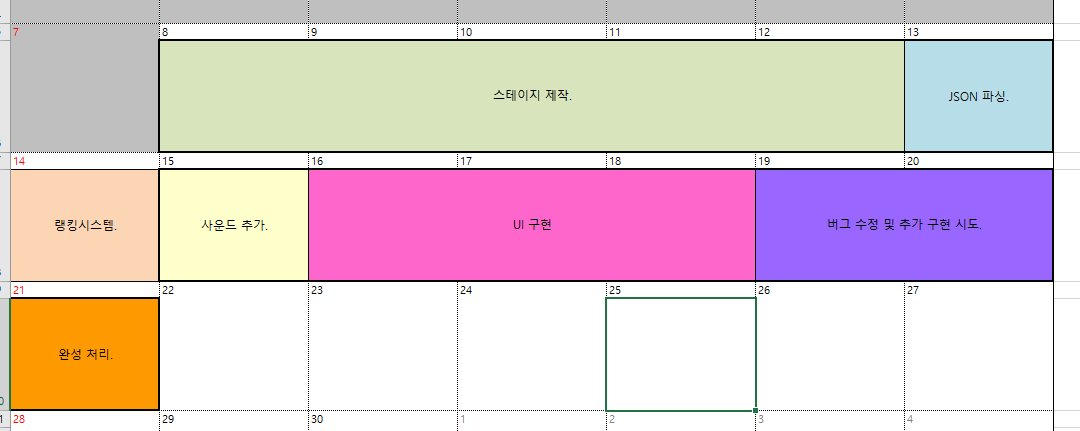 7 8 9 10 11 12 13
스테이지 제작.
JSON 파싱.
14 15 16 17 18 19 20
랭킹시스템.
사운드 추가.
UI 구현
버그 수정 및 추가 구현 시도.
21 22 23 24 25 26 27
완성 처리.
28 29 30 1 2 3 4